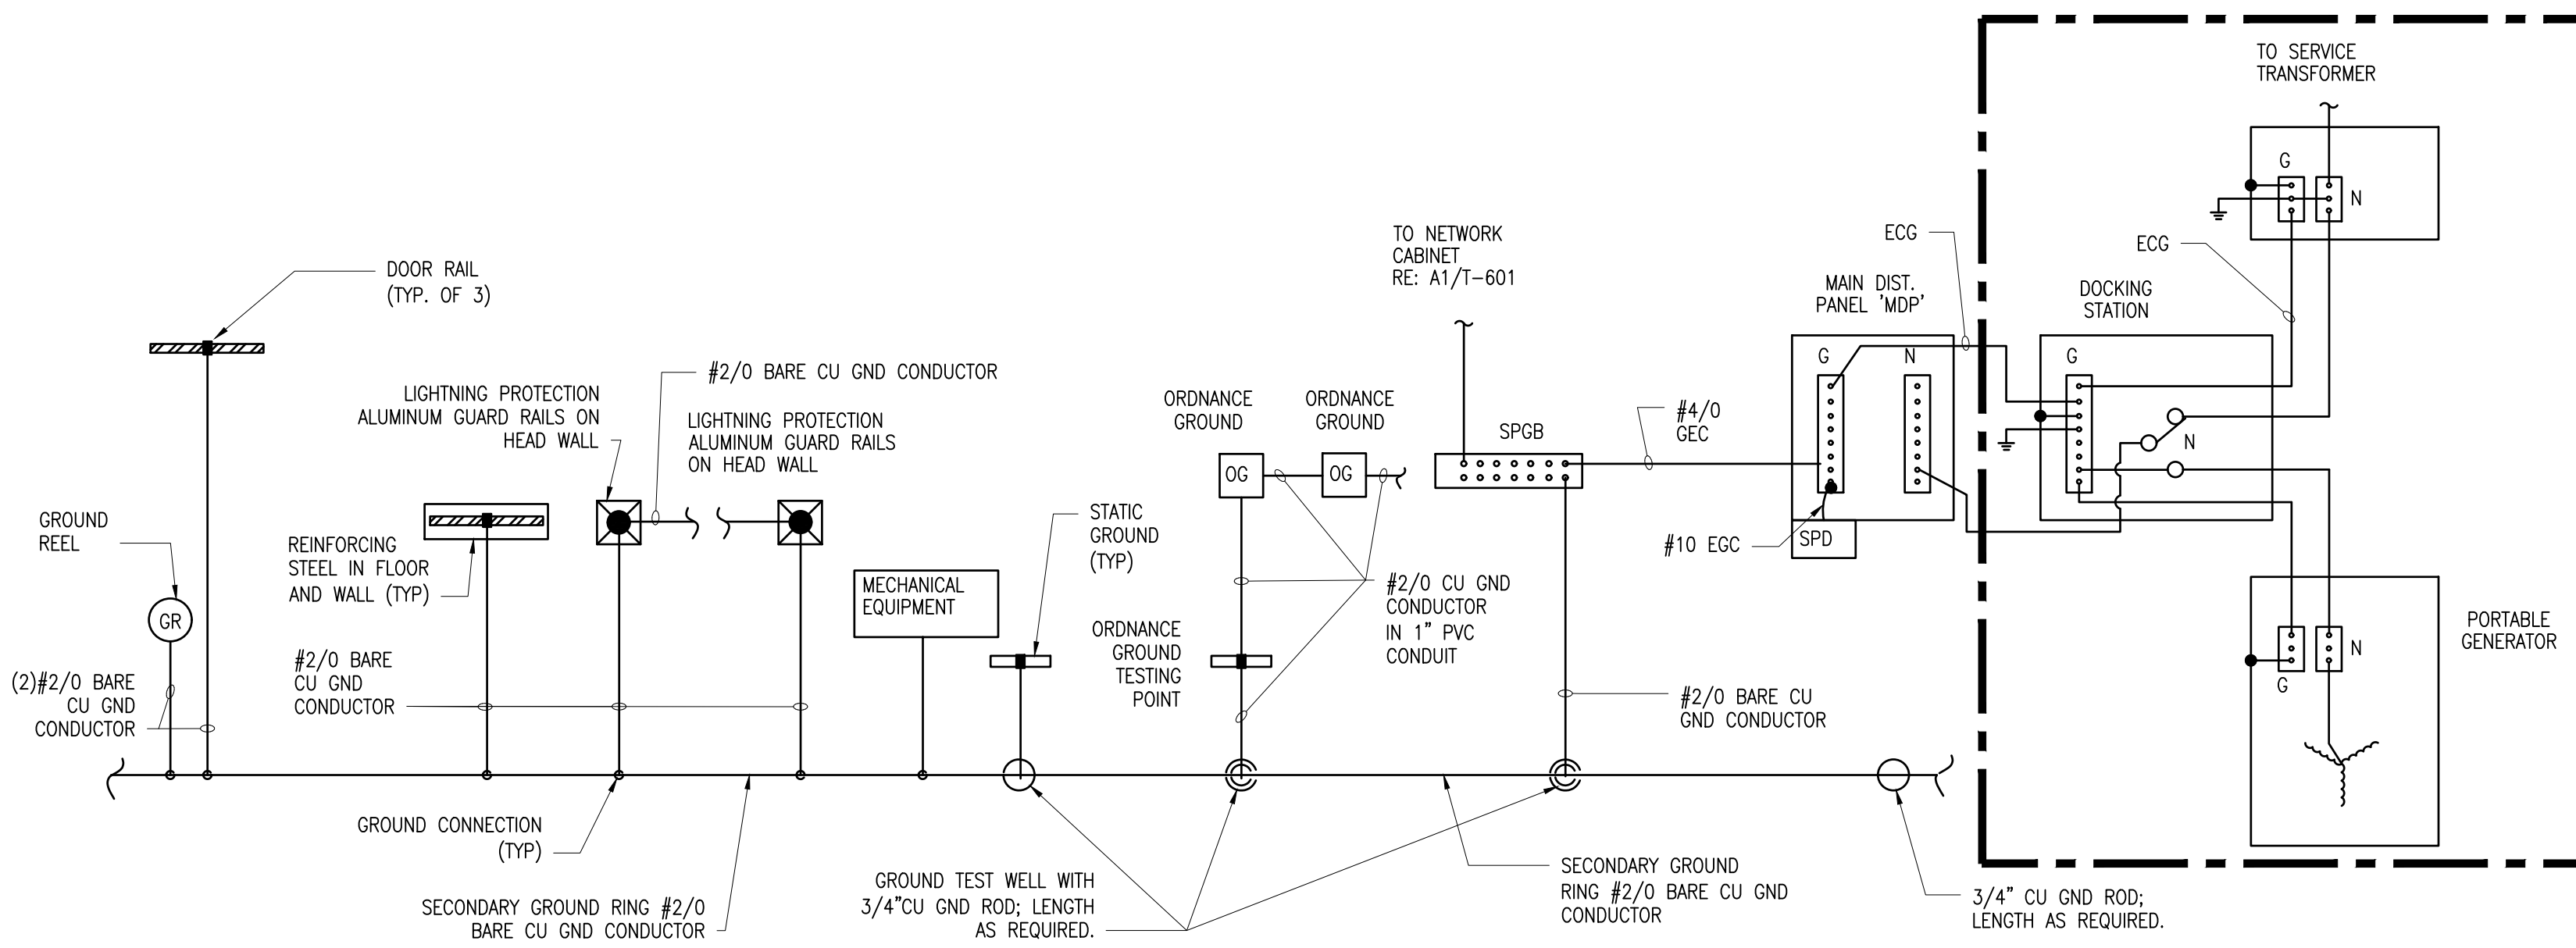 TO SERVICE
TRANSFORMER
G
N
ECG
ECG
TO NETWORK
CABINET
RE: A1/T-601
MAIN DIST.
PANEL 'MDP'
DOCKING
STATION
DOOR RAIL
(TYP. OF 3)
G
N
G
N
#2/0 BARE CU GND CONDUCTOR
LIGHTNING PROTECTION
ALUMINUM GUARD RAILS ON
HEAD WALL
LIGHTNING PROTECTION
ALUMINUM GUARD RAILS
ON HEAD WALL
ORDNANCE
GROUND
ORDNANCE
GROUND
OG
OG
SPGB
#4/0
GEC
#10 EGC
SPD
GROUND
REEL
GR
REINFORCING
STEEL IN FLOOR
AND WALL (TYP)
STATIC
GROUND
(TYP)
MECHANICAL
EQUIPMENT
#2/0 CU GND
CONDUCTOR
IN 1" PVC
CONDUIT
ORDNANCE
GROUND
TESTING
POINT
(2)#2/0 BARE
CU GND
CONDUCTOR
#2/0 BARE
CU GND
CONDUCTOR
#2/0 BARE CU
GND CONDUCTOR
N
G
PORTABLE
GENERATOR
GROUND CONNECTION
(TYP)
SECONDARY GROUND RING #2/0
BARE CU GND CONDUCTOR
GROUND TEST WELL WITH
3/4"CU GND ROD; LENGTH
AS REQUIRED.
SECONDARY GROUND
RING #2/0 BARE CU GND
CONDUCTOR
3/4" CU GND ROD;
LENGTH AS REQUIRED.